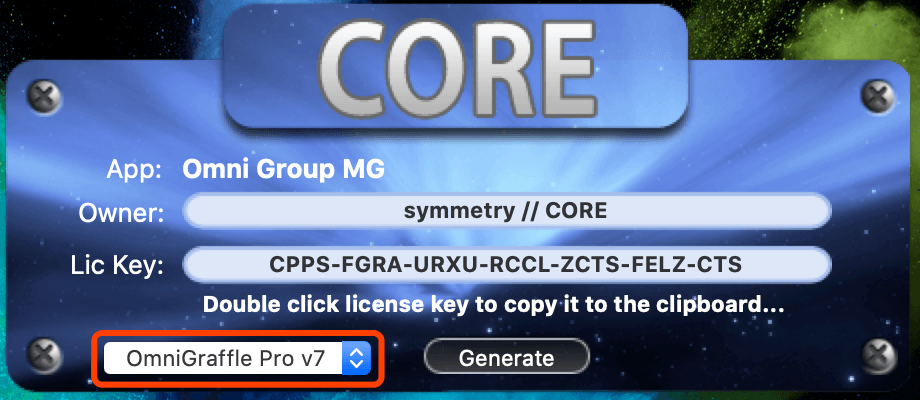 CORE
App: Omni Group MG
Owner: symmetry // CORE
Lic Key: CPPS-FGRA-URXU-RCCL-ZCTS-FELZ-CTS
Double click license key to copy it to the clipboard...
OmniGraffle Pro v7 Generate